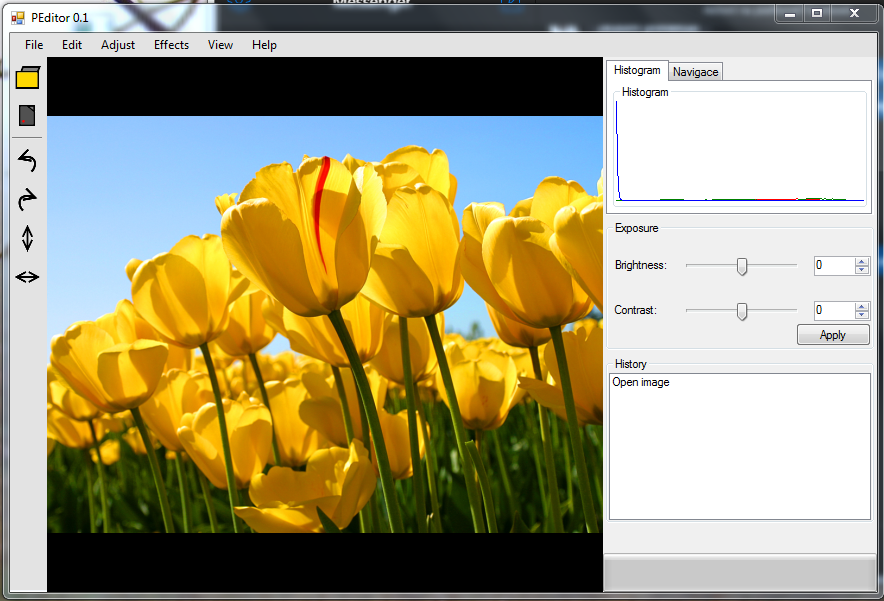 Messenger
PEditor 0.1
File Edit Adjust Effects View Help
Histogram Navigace
Histogram
Exposure
Brightness: 0
Contrast: 0
Apply
History
Open image